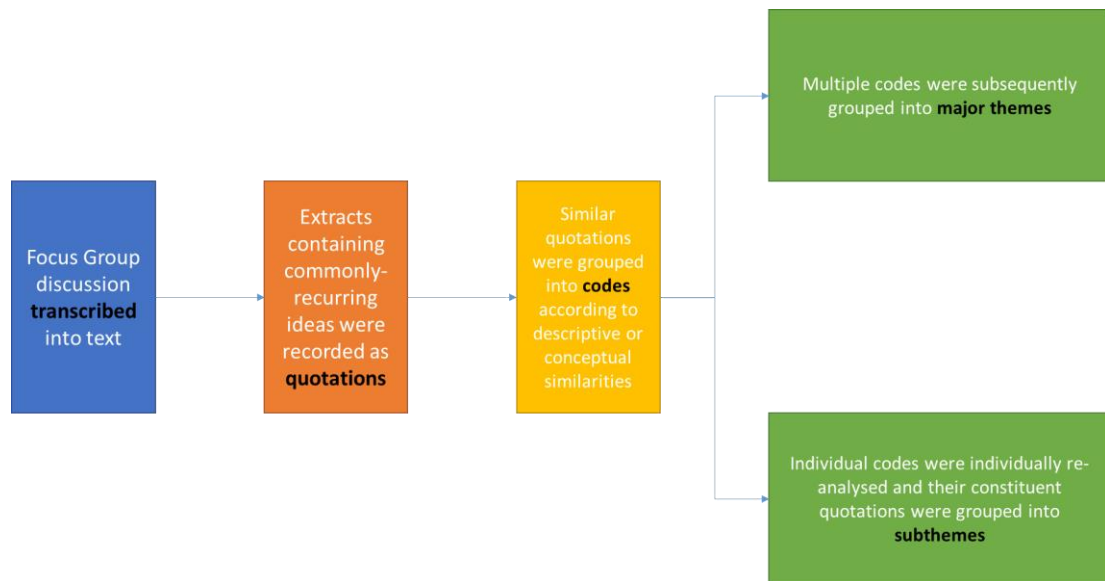 Focus Group
discussion
transcribed
into text
Extracts
containing
commonly-
recurring
ideas were
recorded as
quotations
Similar
quotations
were grouped
into codes
according to
descriptive or
conceptual
similarities
Multiple codes were subsequently
grouped into major themes
Individual codes were individually re-
analysed and their constituent
quotations were grouped into
subthemes